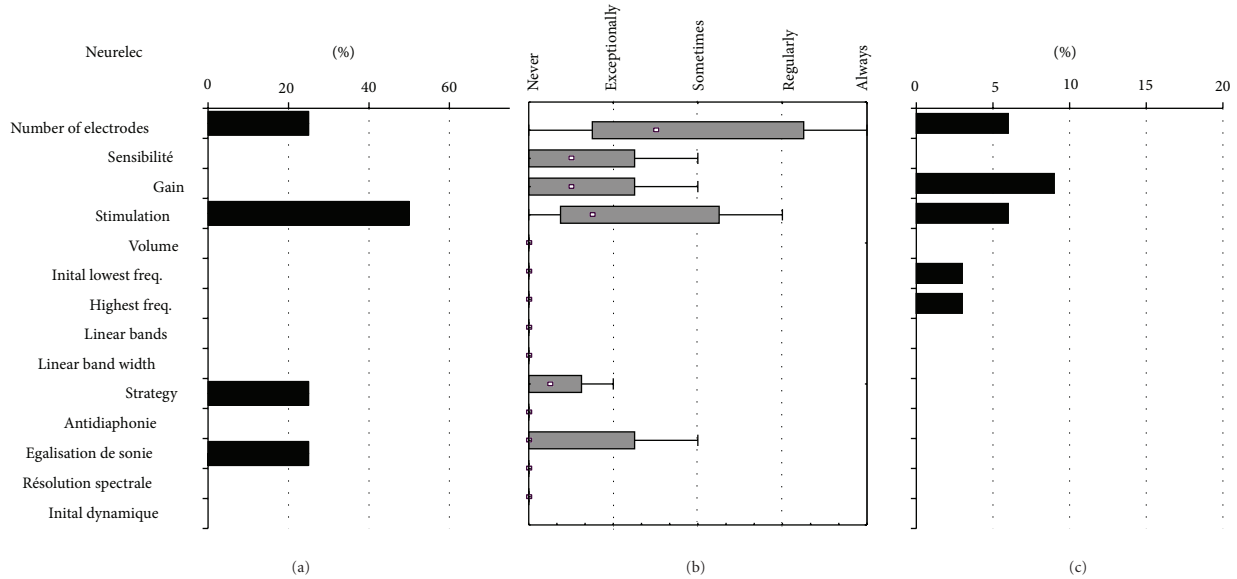 Neurelec
(%)
0 20 40 60
Never
Exceptionally
Sometimes
Regularly
Always
(%)
0 5 10 15 20
Number of electrodes
Sensibilité
Gain
Stimulation
Volume
Inital lowest freq.
Highest freq.
Linear bands
Linear band width
Strategy
Antidiaphonie
Egalisation de sonie
Résolution spectrale
Inital dynamique
(a)
(b)
(c)